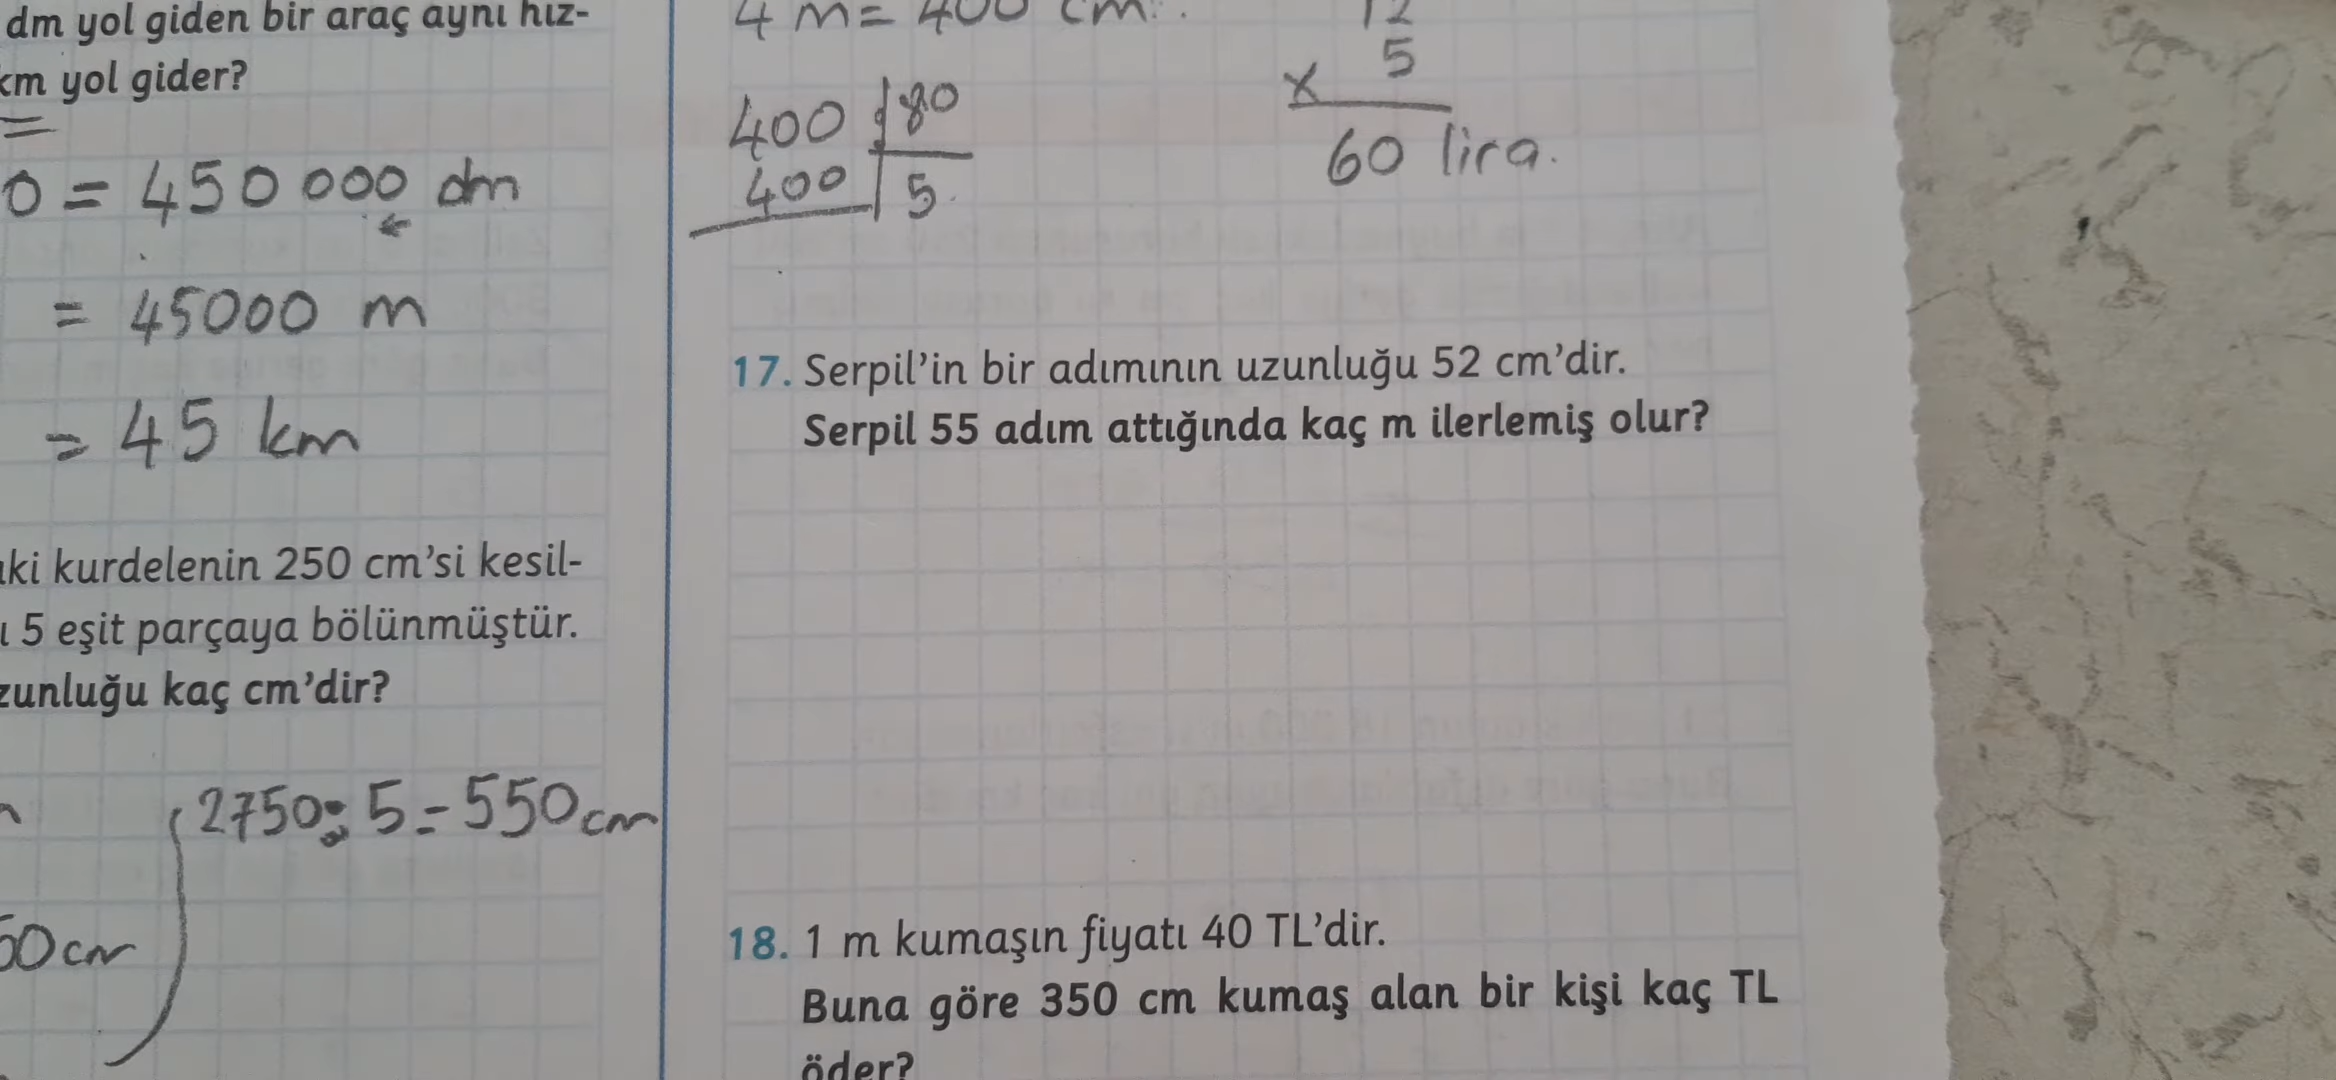 dm yol giden bir araç aynı hız-
km yol gider?
=
0 = 450 000 dm
= 45000 m
= 45 km
kurdelenin 250 cm'si kesil-
5 eşit parçaya bölünmüştür.
kaç cm'dir?
2750 : 5 = 550 cm
50 cm
4 m = 400 cm.
400 80
400 5
12
x 5
60 lira.
17. Serpil'in bir adımının uzunluğu 52 cm'dir.
Serpil 55 adım attığında kaç m ilerlemiş olur?
18. 1 m kumaşın fiyatı 40 TL'dir.
Buna göre 350 cm kumaş alan bir kişi kaç TL
öder?